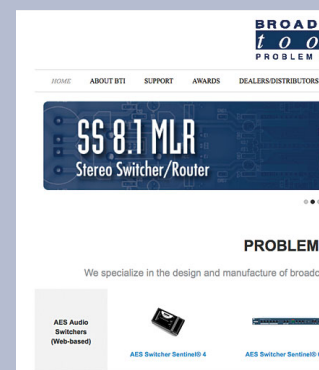 BROAD
too
PROBLEM
HOME ABOUT BTI SUPPORT AWARDS DEALERS/DISTRIBUTORS
SS 8.1 MLR
Stereo Switcher/Router
PROBLEM
We specialize in the design and manufacture of broadc
AES Audio
Switchers
(Web-based)
AES Switcher Sentinel® 4
AES Switcher Sentinel®